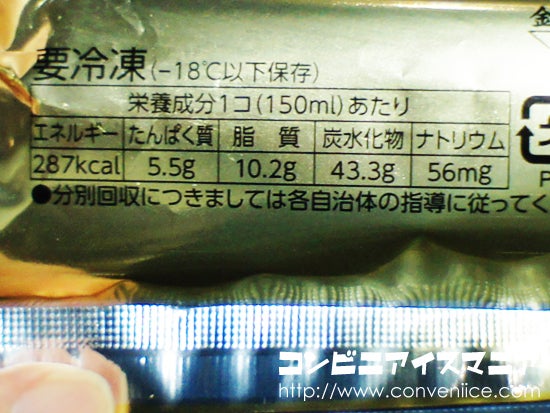 金
要冷凍(-18℃以下保存)
栄養成分1コ(150ml)あたり
エネルギー たんぱく質 脂質 炭水化物 ナトリウム
287kcal 5.5g 10.2g 43.3g 56mg
P
●分別回収につきましては各自治体の指導に従ってく
コンビニアイスマニア
http://www.conveniice.com/